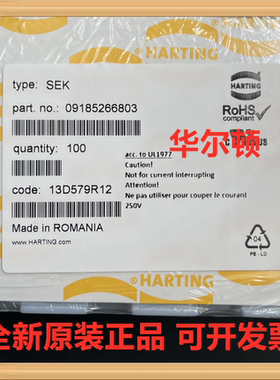 HARTING
HARTING
type: SEK
HARTING
part. no.: 09185266803
RoHS
compliant
华尔顿
quantity: 100
acc. to UL1977
Caution!
Not for current interrupting
Attention!
Ne pas utiliser pour couper le courant
250V
code: 13D579R12
Made in ROMANIA
www.HARTING.com
04
PE - LD
HARTING
全新原装正品 可开发票